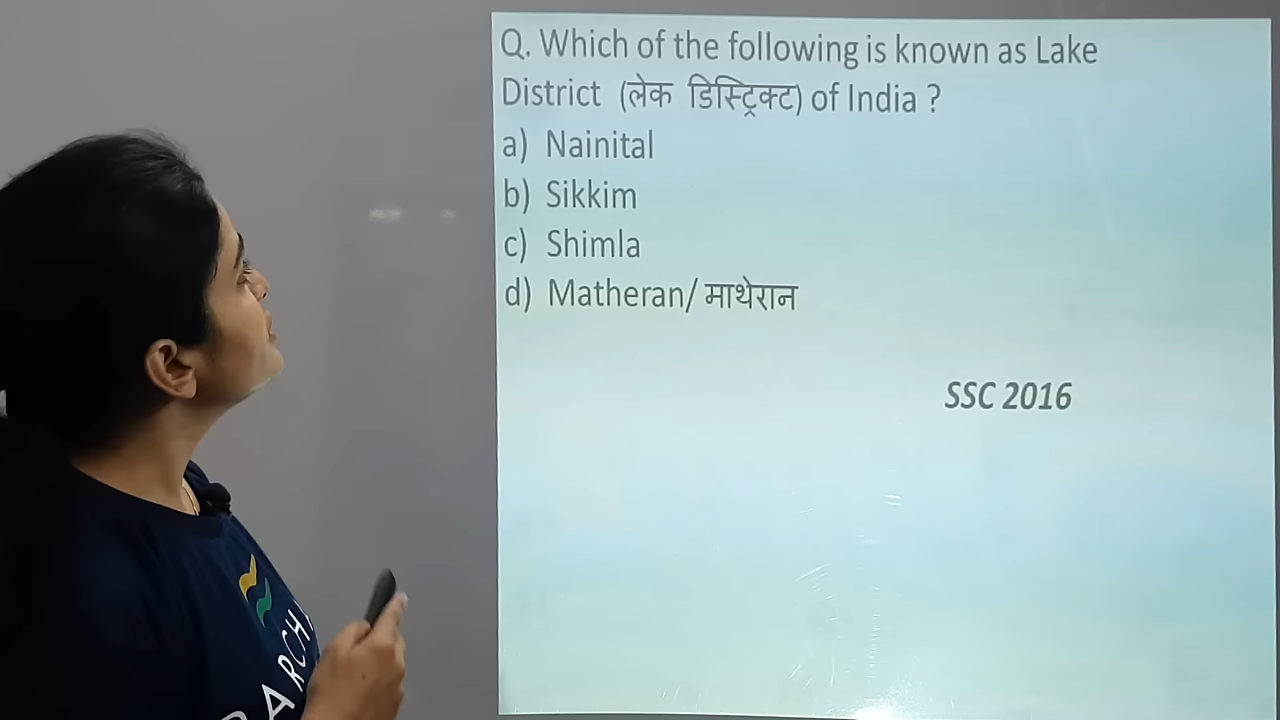 Q. Which of the following is known as Lake
District (लेक डिस्ट्रिक्ट) of India ?
a) Nainital
b) Sikkim
c) Shimla
d) Matheran/ माथेरान
SSC 2016